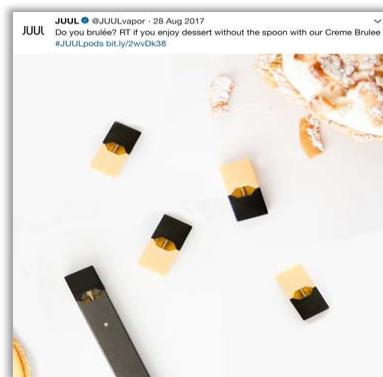 JUUL @JUULvapor · 28 Aug 2017
JUUL
Do you brulée? RT if you enjoy dessert without the spoon with our Creme Brulee
#JUULpods bit.ly/2wvDk38